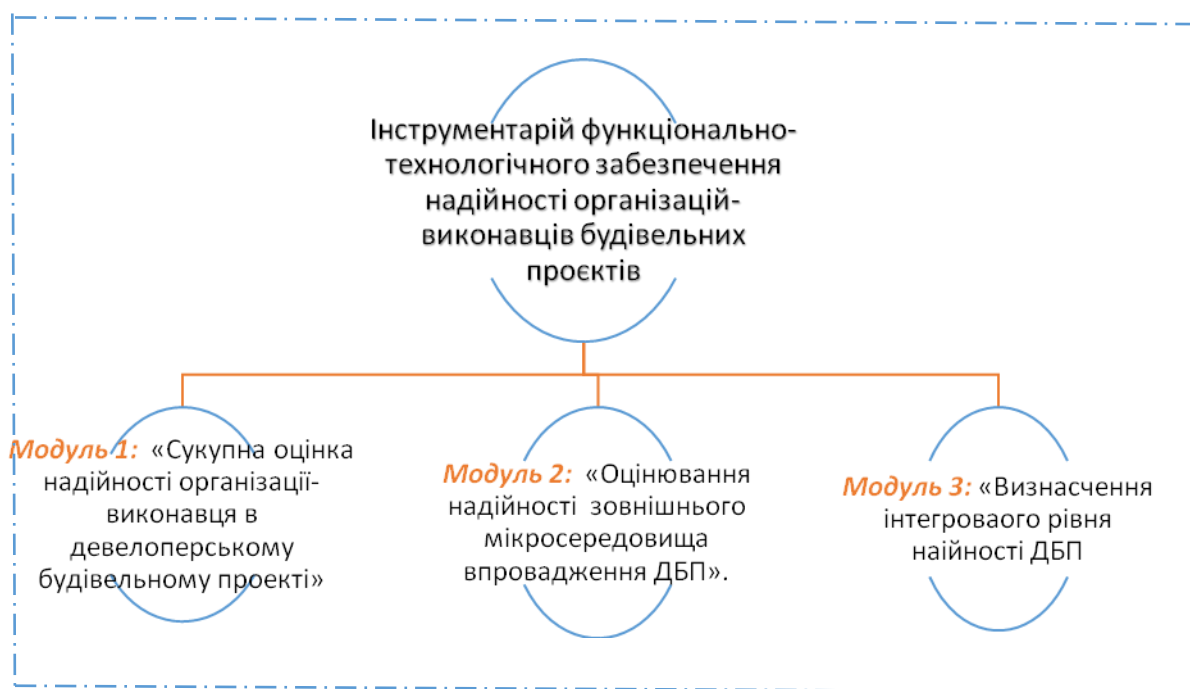 Інструментарій функціонально-
технологічного забезпечення
надійності організацій-
виконавців будівельних
проєктів
Модуль 1: «Сукупна оцінка
надійності організації-
виконавця в
девелоперському
будівельному проекті»
Модуль 2: «Оцінювання
надійності зовнішнього
мікросередовища
впровадження ДБП».
Модуль 3: «Визнасчення
інтегроваого рівня
наійності ДБП